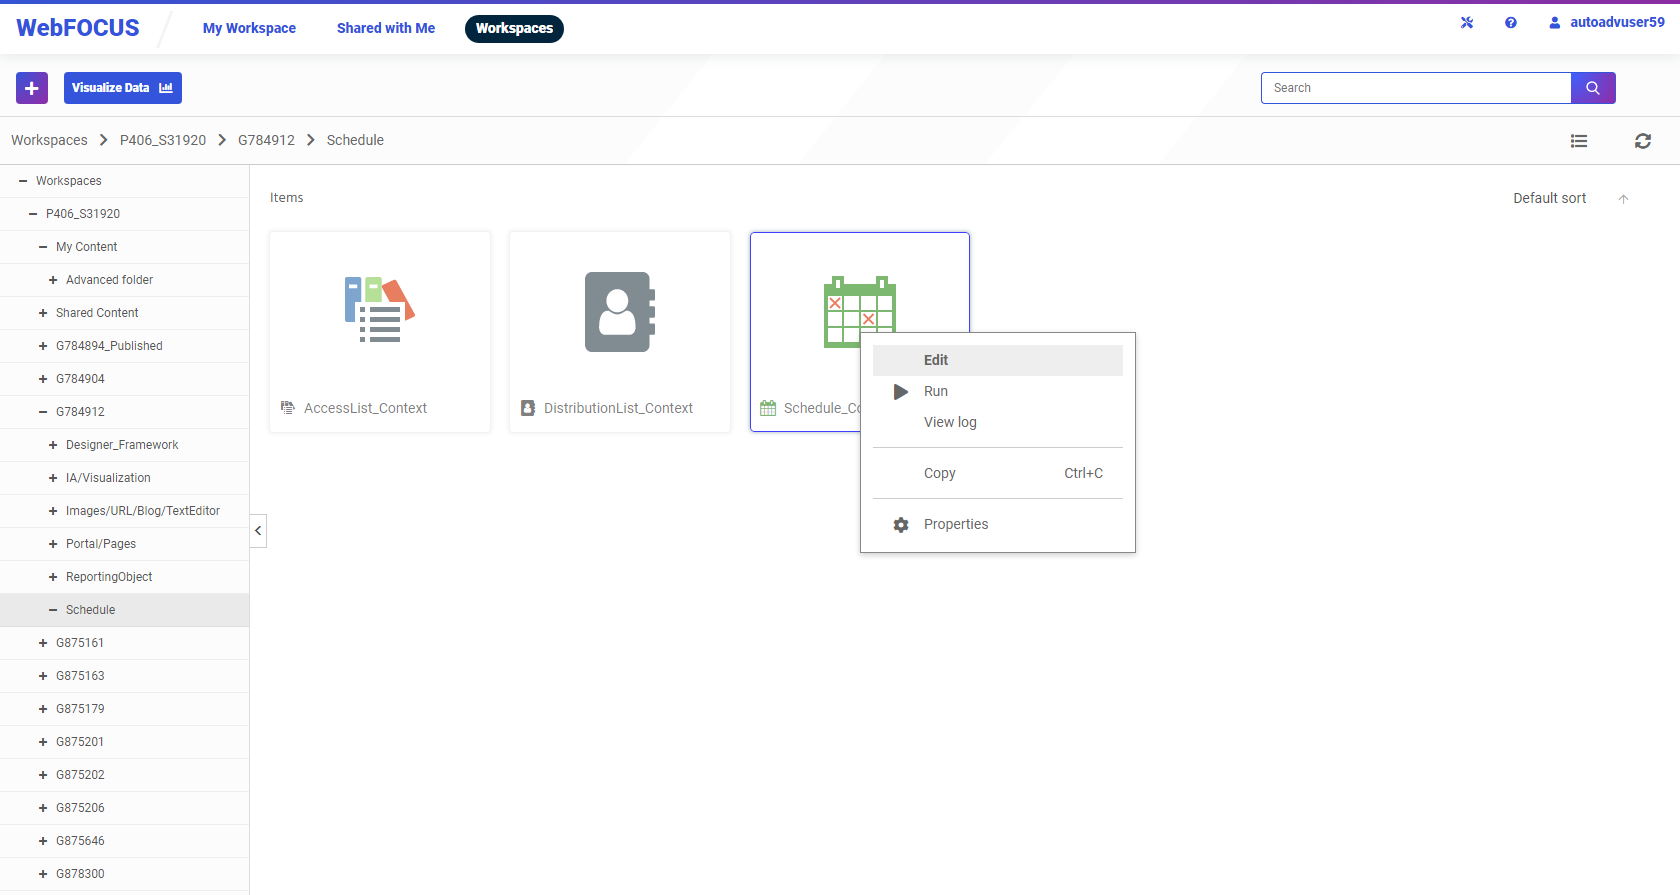 WebFOCUS
My Workspace
Shared with Me
Workspaces
autoadvuser59
Visualize Data
Search
Workspaces
P406_S31920
G784912
Schedule
Workspaces
P406_S31920
My Content
Advanced folder
Shared Content
G784894_Published
G784904
G784912
Designer_Framework
IA/Visualization
Images/URL/Blog/TextEditor
Portal/Pages
ReportingObject
Schedule
G875161
G875163
G875179
G875201
G875202
G875206
G875646
G878300
Items
Default sort
AccessList_Context
DistributionList_Context
Schedule_Co
Edit
Run
View log
Copy Ctrl+C
Properties